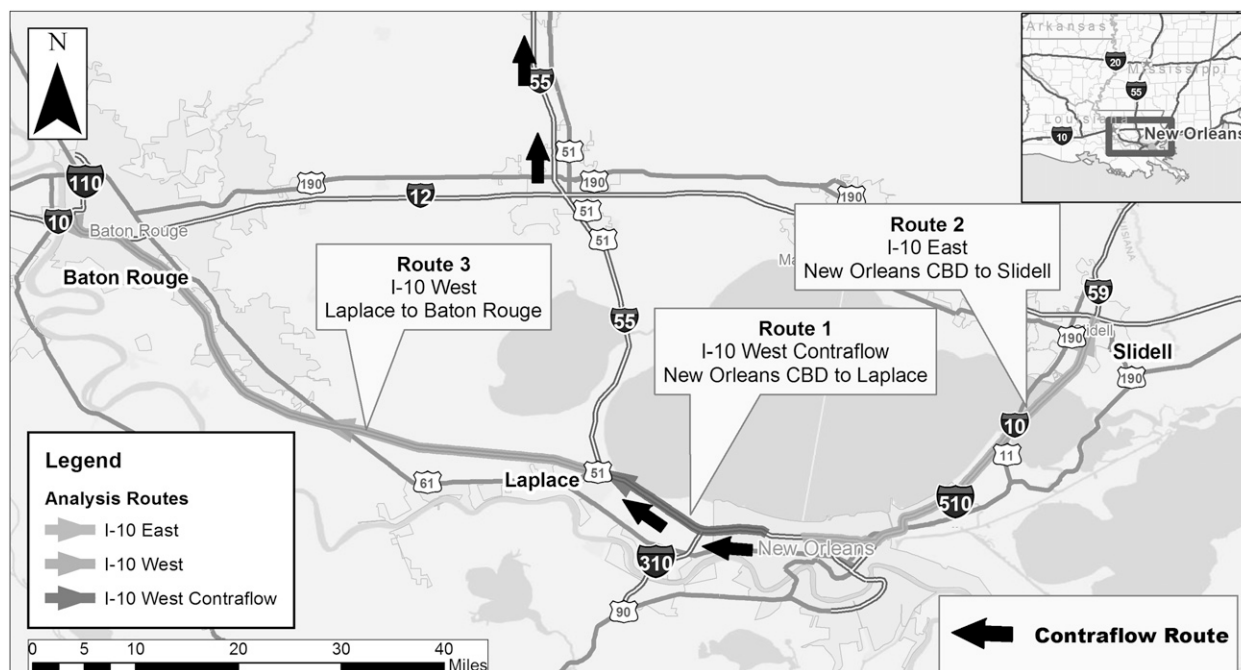 N
Arkansas
20
Mississippi
55
Louisiana
10
New Orleans
55
51
110
190
190
12
190
51
10
Baton Rouge
51
Baton Rouge
Route 3
I-10 West
Laplace to Baton Rouge
Route 2
I-10 East
New Orleans CBD to Slidell
59
55
Route 1
I-10 West Contraflow
New Orleans CBD to Laplace
190
Slidell
190
10
11
Legend
Analysis Routes
I-10 East
I-10 West
I-10 West Contraflow
61
Laplace
51
510
New Orleans
310
90
Contraflow Route
0 10 20 30 40
Miles